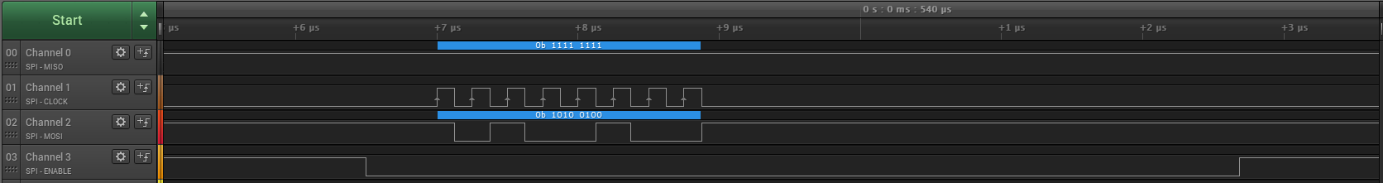 Start
0 s : 0 ms : 540 µs
µs +6 µs +7 µs +8 µs +9 µs +1 µs +2 µs +3 µs
00 Channel 0
SPI - MISO
0b 1111 1111
01 Channel 1
SPI - CLOCK
02 Channel 2
SPI - MOSI
0b 1010 0100
03 Channel 3
SPI - ENABLE